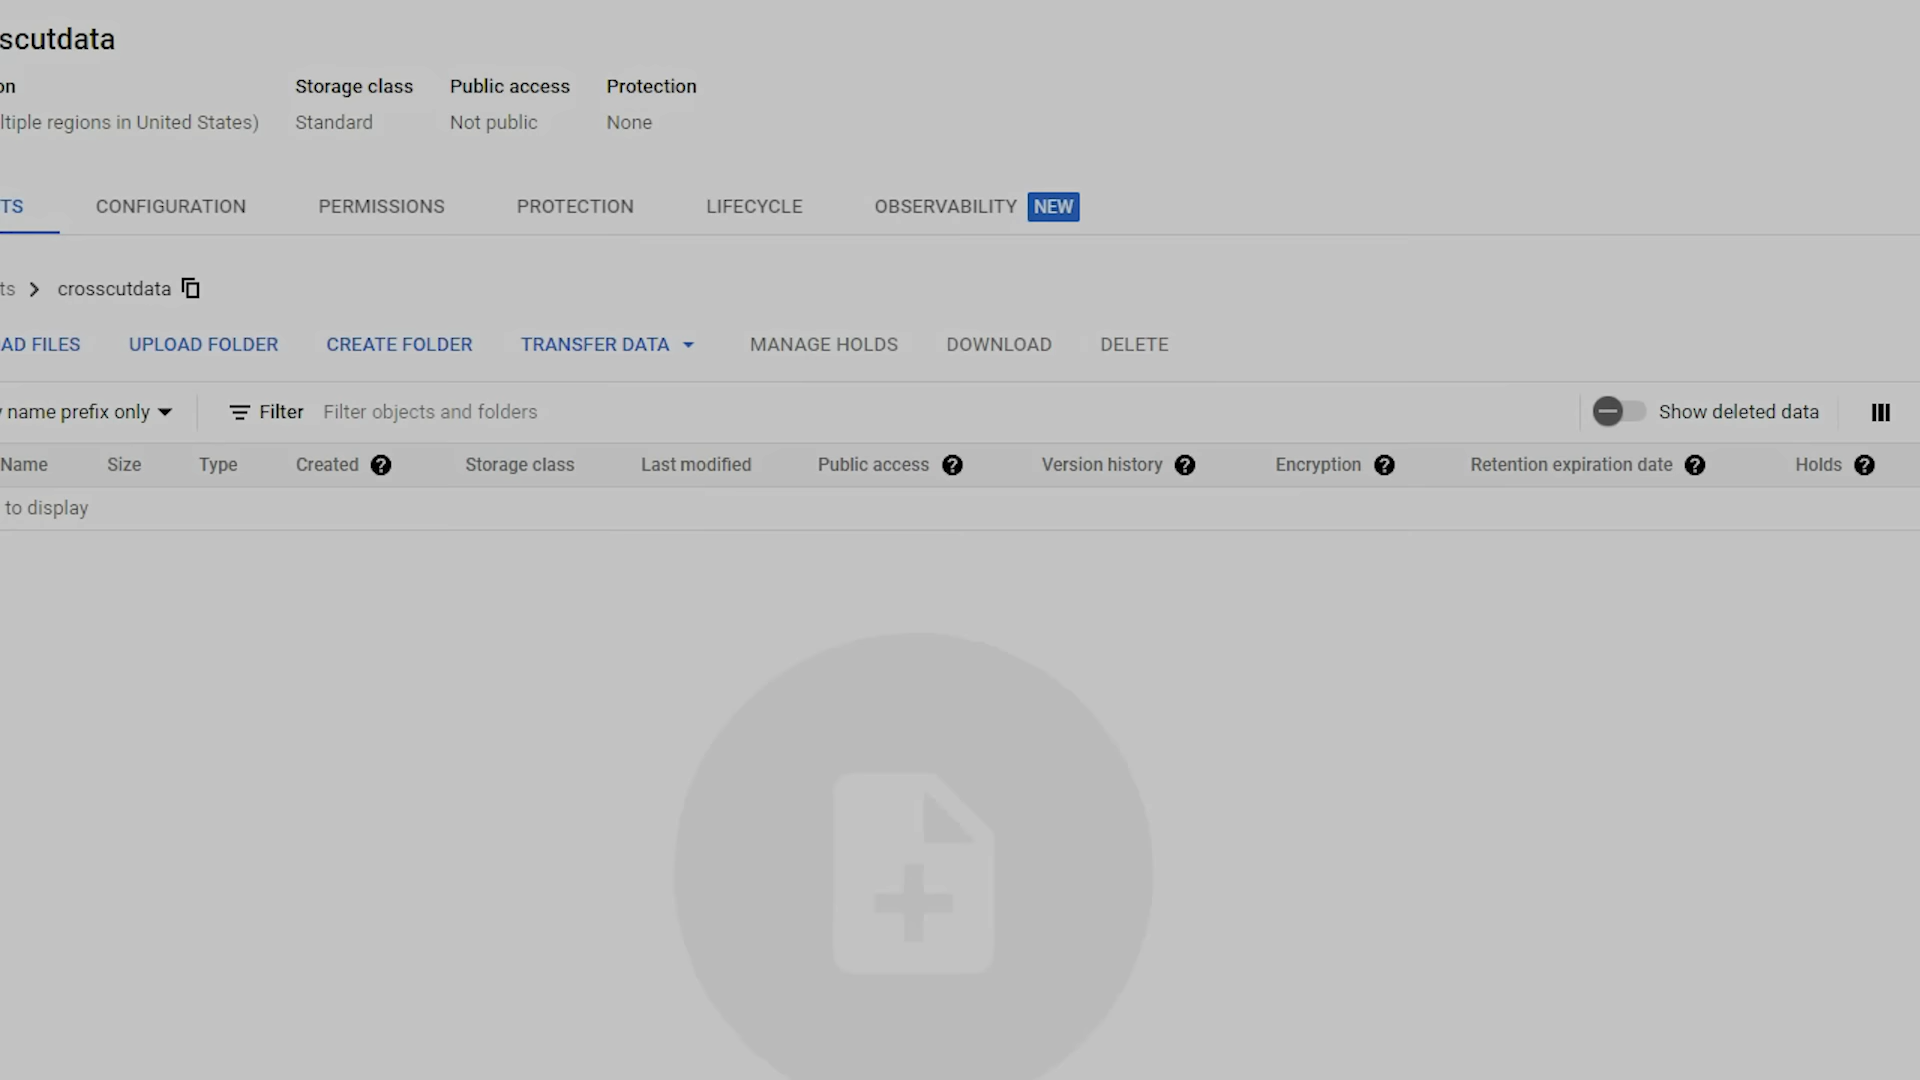 scutdata
on Storage class Public access Protection
ltiple regions in United States) Standard Not public None
TS CONFIGURATION PERMISSIONS PROTECTION LIFECYCLE OBSERVABILITY NEW
ts crosscutdata
AD FILES UPLOAD FOLDER CREATE FOLDER TRANSFER DATA MANAGE HOLDS DOWNLOAD DELETE
name prefix only Filter Filter objects and folders Show deleted data
Name Size Type Created Storage class Last modified Public access Version history Encryption Retention expiration date Holds
to display